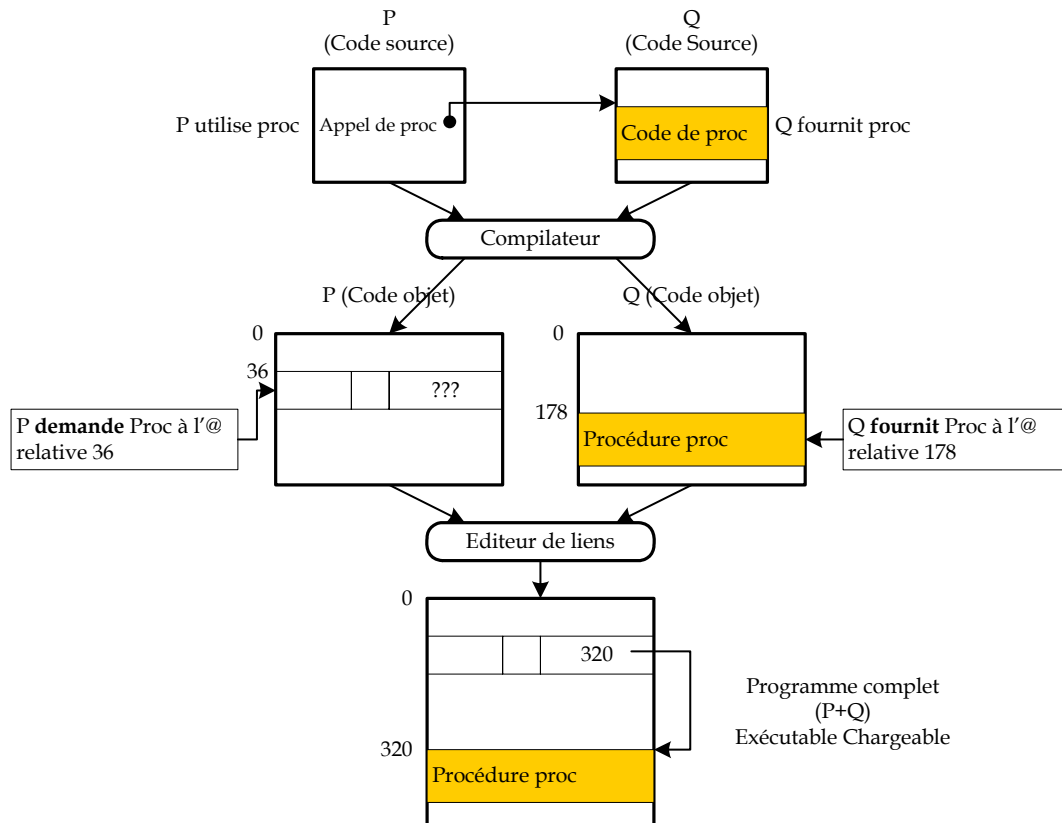 P
(Code source)
Q
(Code Source)
P utilise proc
Appel de proc
Code de proc
Q fournit proc
Compilateur
P (Code objet)
Q (Code objet)
0
0
36
???
178
P demande Proc à l'@
relative 36
Procédure proc
Q fournit Proc à l'@
relative 178
Editeur de liens
0
320
Programme complet
(P+Q)
Exécutable Chargeable
320
Procédure proc